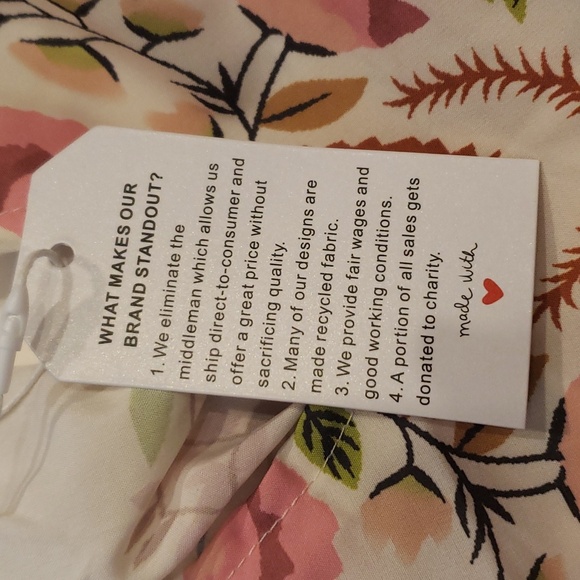 WHAT MAKES OUR
BRAND STANDOUT?
1. We eliminate the
middleman which allows us
ship direct-to-consumer and
offer a great price without
sacrificing quality.
2. Many of our designs are
made recycled fabric.
3. We provide fair wages and
good working conditions.
4. A portion of all sales gets
donated to charity.
made with